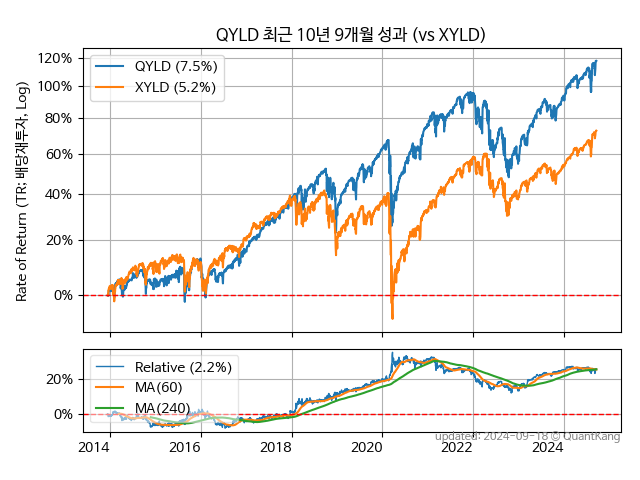 QYLD 최근 10년 9개월 성과 (vs XYLD)
Rate of Return (TR: 배당재투자, Log)
120%
100%
80%
60%
40%
20%
0%
QYLD (7.5%)
XYLD (5.2%)
20%
0%
Relative (2.2%)
MA(60)
MA(240)
2014 2016 2018 2020 2022 2024
updated: 2024-09-18 © QuantKang